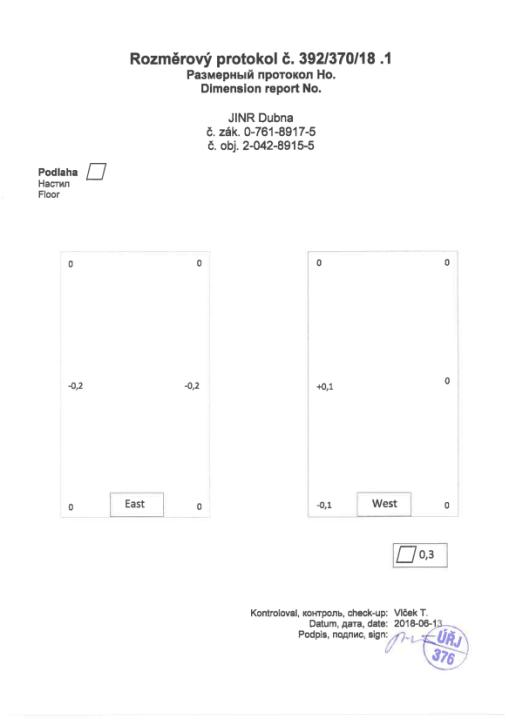 Rozměrový protokol č. 392/370/18 .1
Размерный протокол Но.
Dimension report No.
JINR Dubna
č. zák. 0-761-8917-5
č. obj. 2-042-8915-5
Podlaha
Настил
Floor
0 0 0 0
-0,2 -0,2 +0,1 0
0 East 0 -0,1 West 0
0,3
Kontroloval, контроль, check-up: Vlček T.
Datum, дата, date: 2018-06-13
Podpis, подпис, sign:
ÚŘJ
376